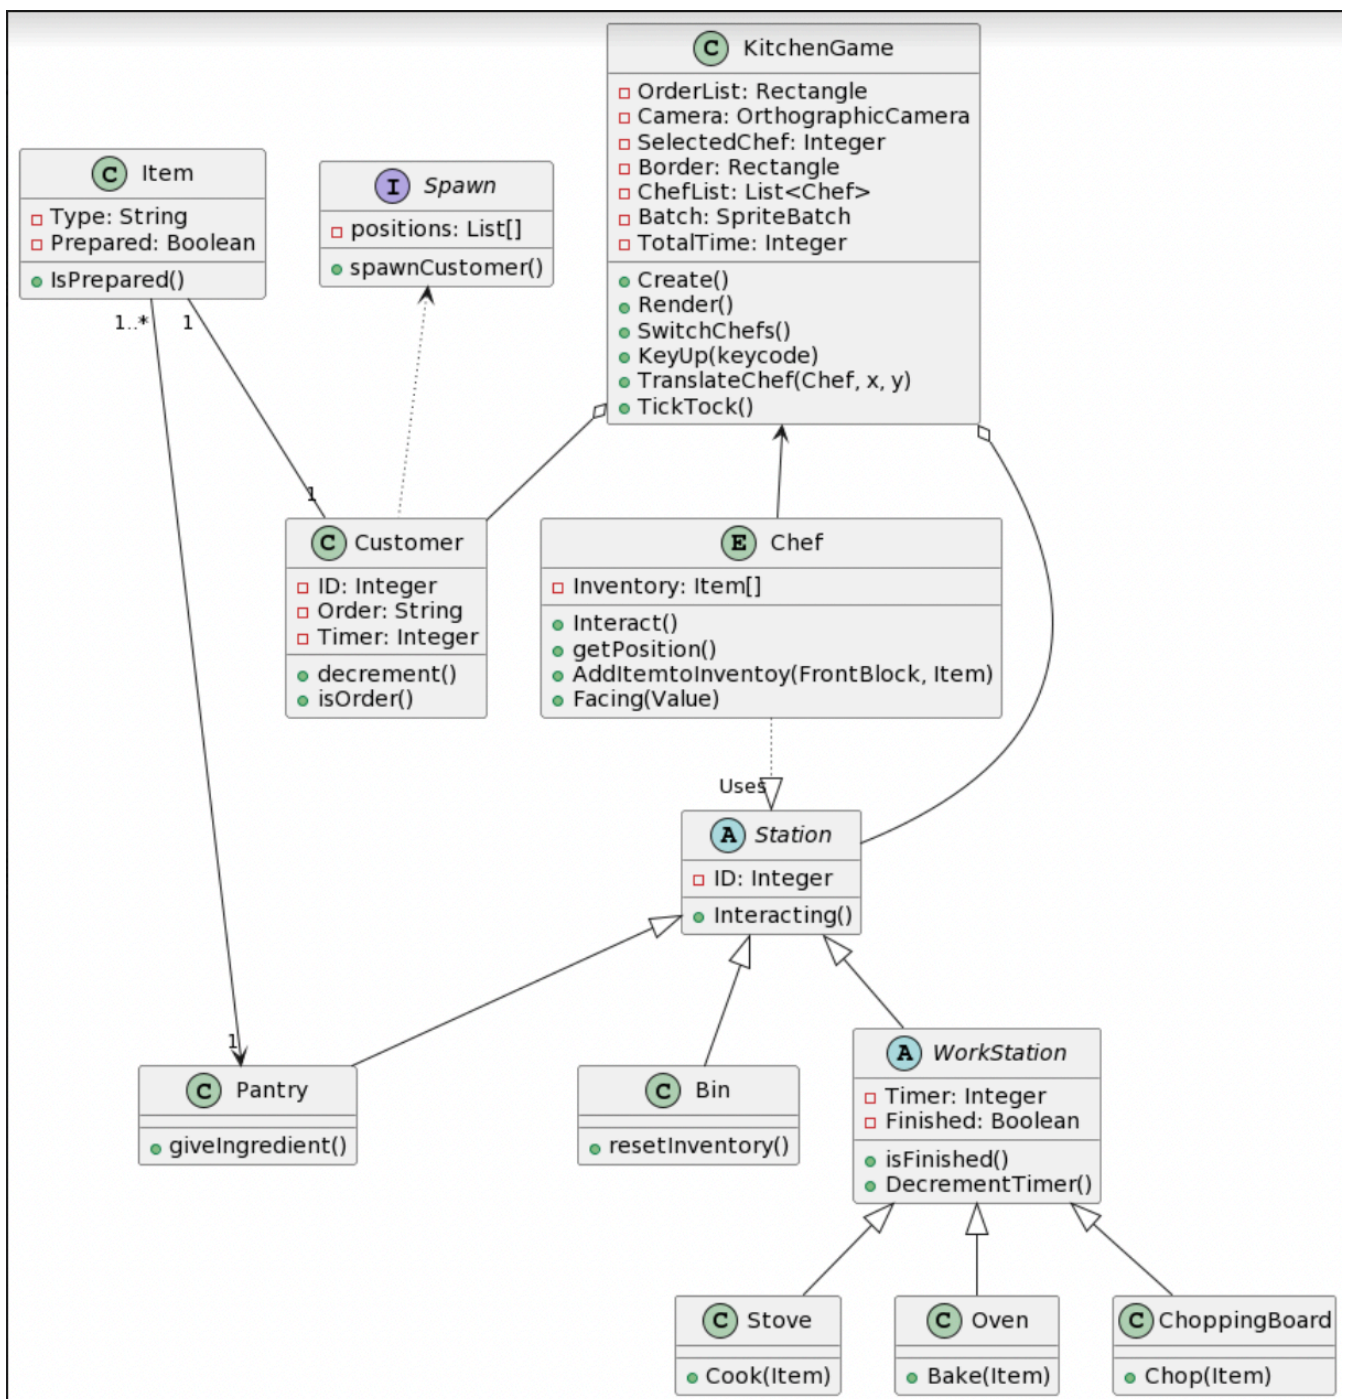 C KitchenGame
OrderList: Rectangle
Camera: OrthographicCamera
SelectedChef: Integer
Border: Rectangle
ChefList: List<Chef>
Batch: SpriteBatch
TotalTime: Integer
Create()
Render()
SwitchChefs()
KeyUp(keycode)
TranslateChef(Chef, x, y)
TickTock()
C Item
Type: String
Prepared: Boolean
IsPrepared()
I Spawn
positions: List[]
spawnCustomer()
1..*
1
1
C Customer
ID: Integer
Order: String
Timer: Integer
decrement()
isOrder()
E Chef
Inventory: Item[]
Interact()
getPosition()
AddItemtoInventoy(FrontBlock, Item)
Facing(Value)
Uses
A Station
ID: Integer
Interacting()
1
C Pantry
giveIngredient()
C Bin
resetInventory()
A WorkStation
Timer: Integer
Finished: Boolean
isFinished()
DecrementTimer()
C Stove
Cook(Item)
C Oven
Bake(Item)
C ChoppingBoard
Chop(Item)